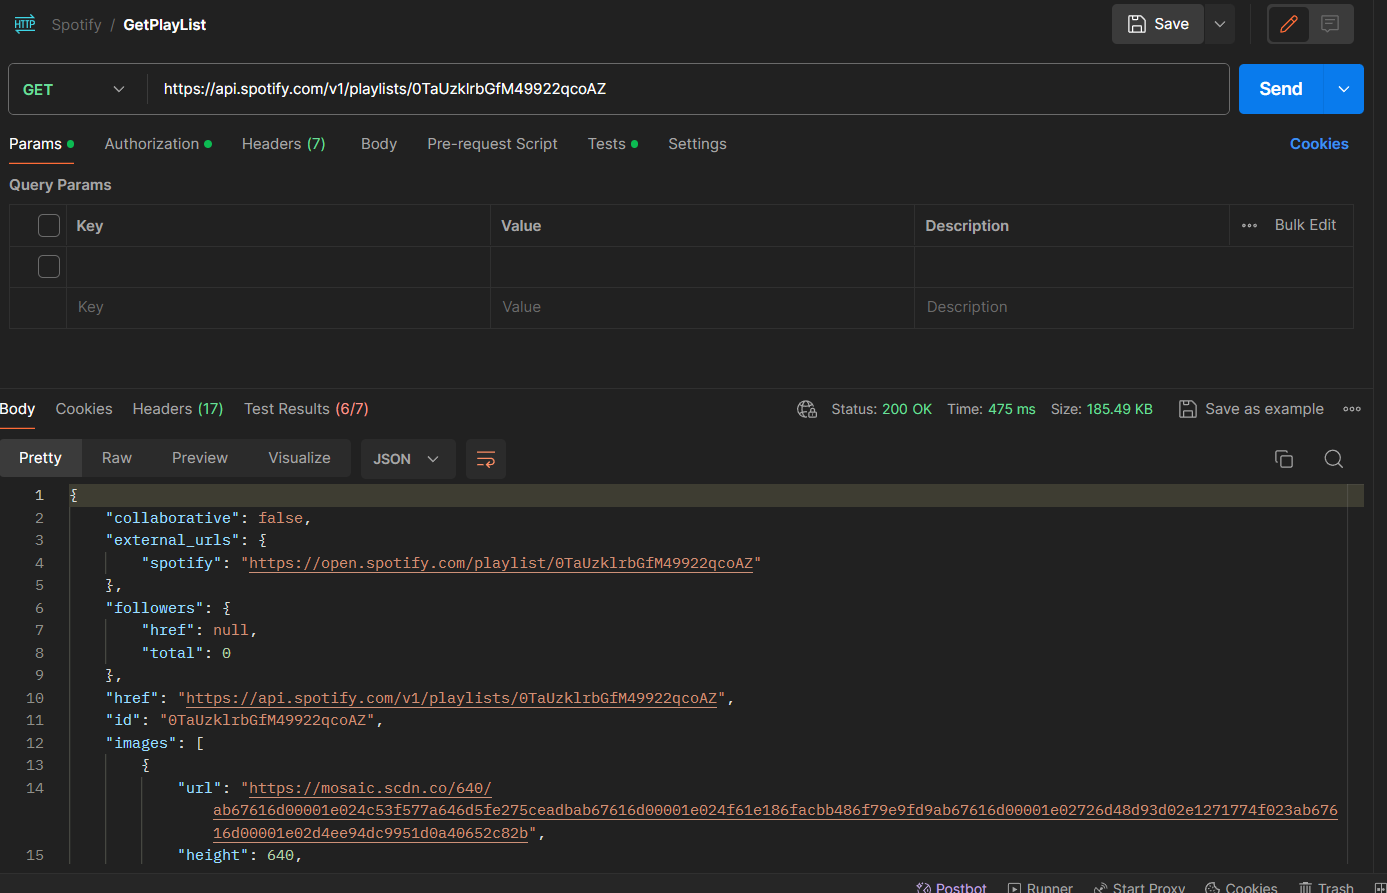 HTTP Spotify / GetPlayList Save
GET https://api.spotify.com/v1/playlists/0TaUzklrbGfM49922qcoAZ Send
Params Authorization Headers (7) Body Pre-request Script Tests Settings Cookies
Query Params
Key Value Description Bulk Edit
Key Value Description
Body Cookies Headers (17) Test Results (6/7) Status: 200 OK Time: 475 ms Size: 185.49 KB Save as example
Pretty Raw Preview Visualize JSON
1 {
2 "collaborative": false,
3 "external_urls": {
4 "spotify": "https://open.spotify.com/playlist/0TaUzklrbGfM49922qcoAZ"
5 },
6 "followers": {
7 "href": null,
8 "total": 0
9 },
10 "href": "https://api.spotify.com/v1/playlists/0TaUzklrbGfM49922qcoAZ",
11 "id": "0TaUzklrbGfM49922qcoAZ",
12 "images": [
13 {
14 "url": "https://mosaic.scdn.co/640/
ab67616d00001e024c53f577a646d5fe275ceadbab67616d00001e024f61e186facbb486f79e9fd9ab67616d00001e02726d48d93d02e1271774f023ab676
16d00001e02d4ee94dc9951d0a40652c82b",
15 "height": 640,
Postbot Runner Start Proxy Cookies Trash